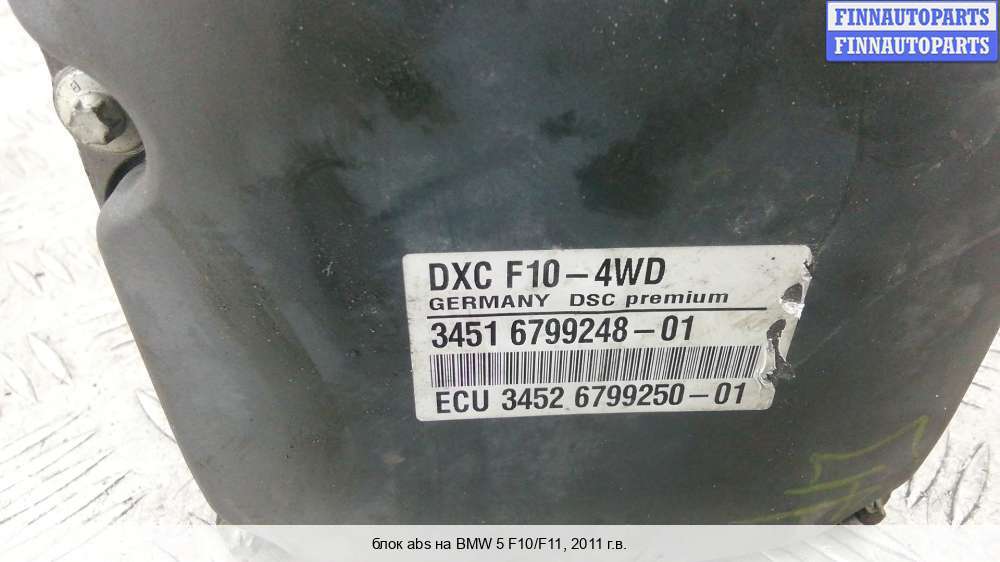 FINNAUTOPARTS
FINNAUTOPARTS
DXC F10-4WD
GERMANY DSC premium
3451 6799248-01
ECU 3452 6799250-01
блок abs на BMW 5 F10/F11, 2011 г.в.